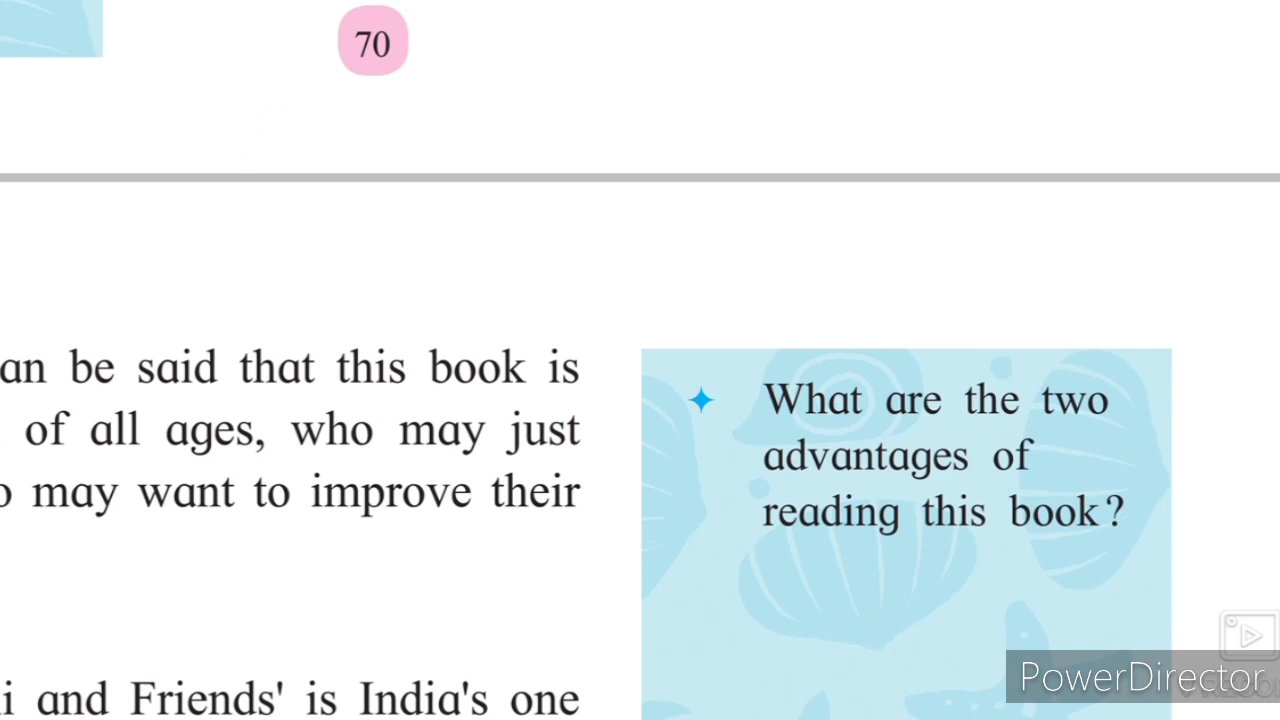 70
an be said that this book is
of all ages, who may just
may want to improve their
and Friends' is India's one
What are the two
advantages of
reading this book?
PowerDirector